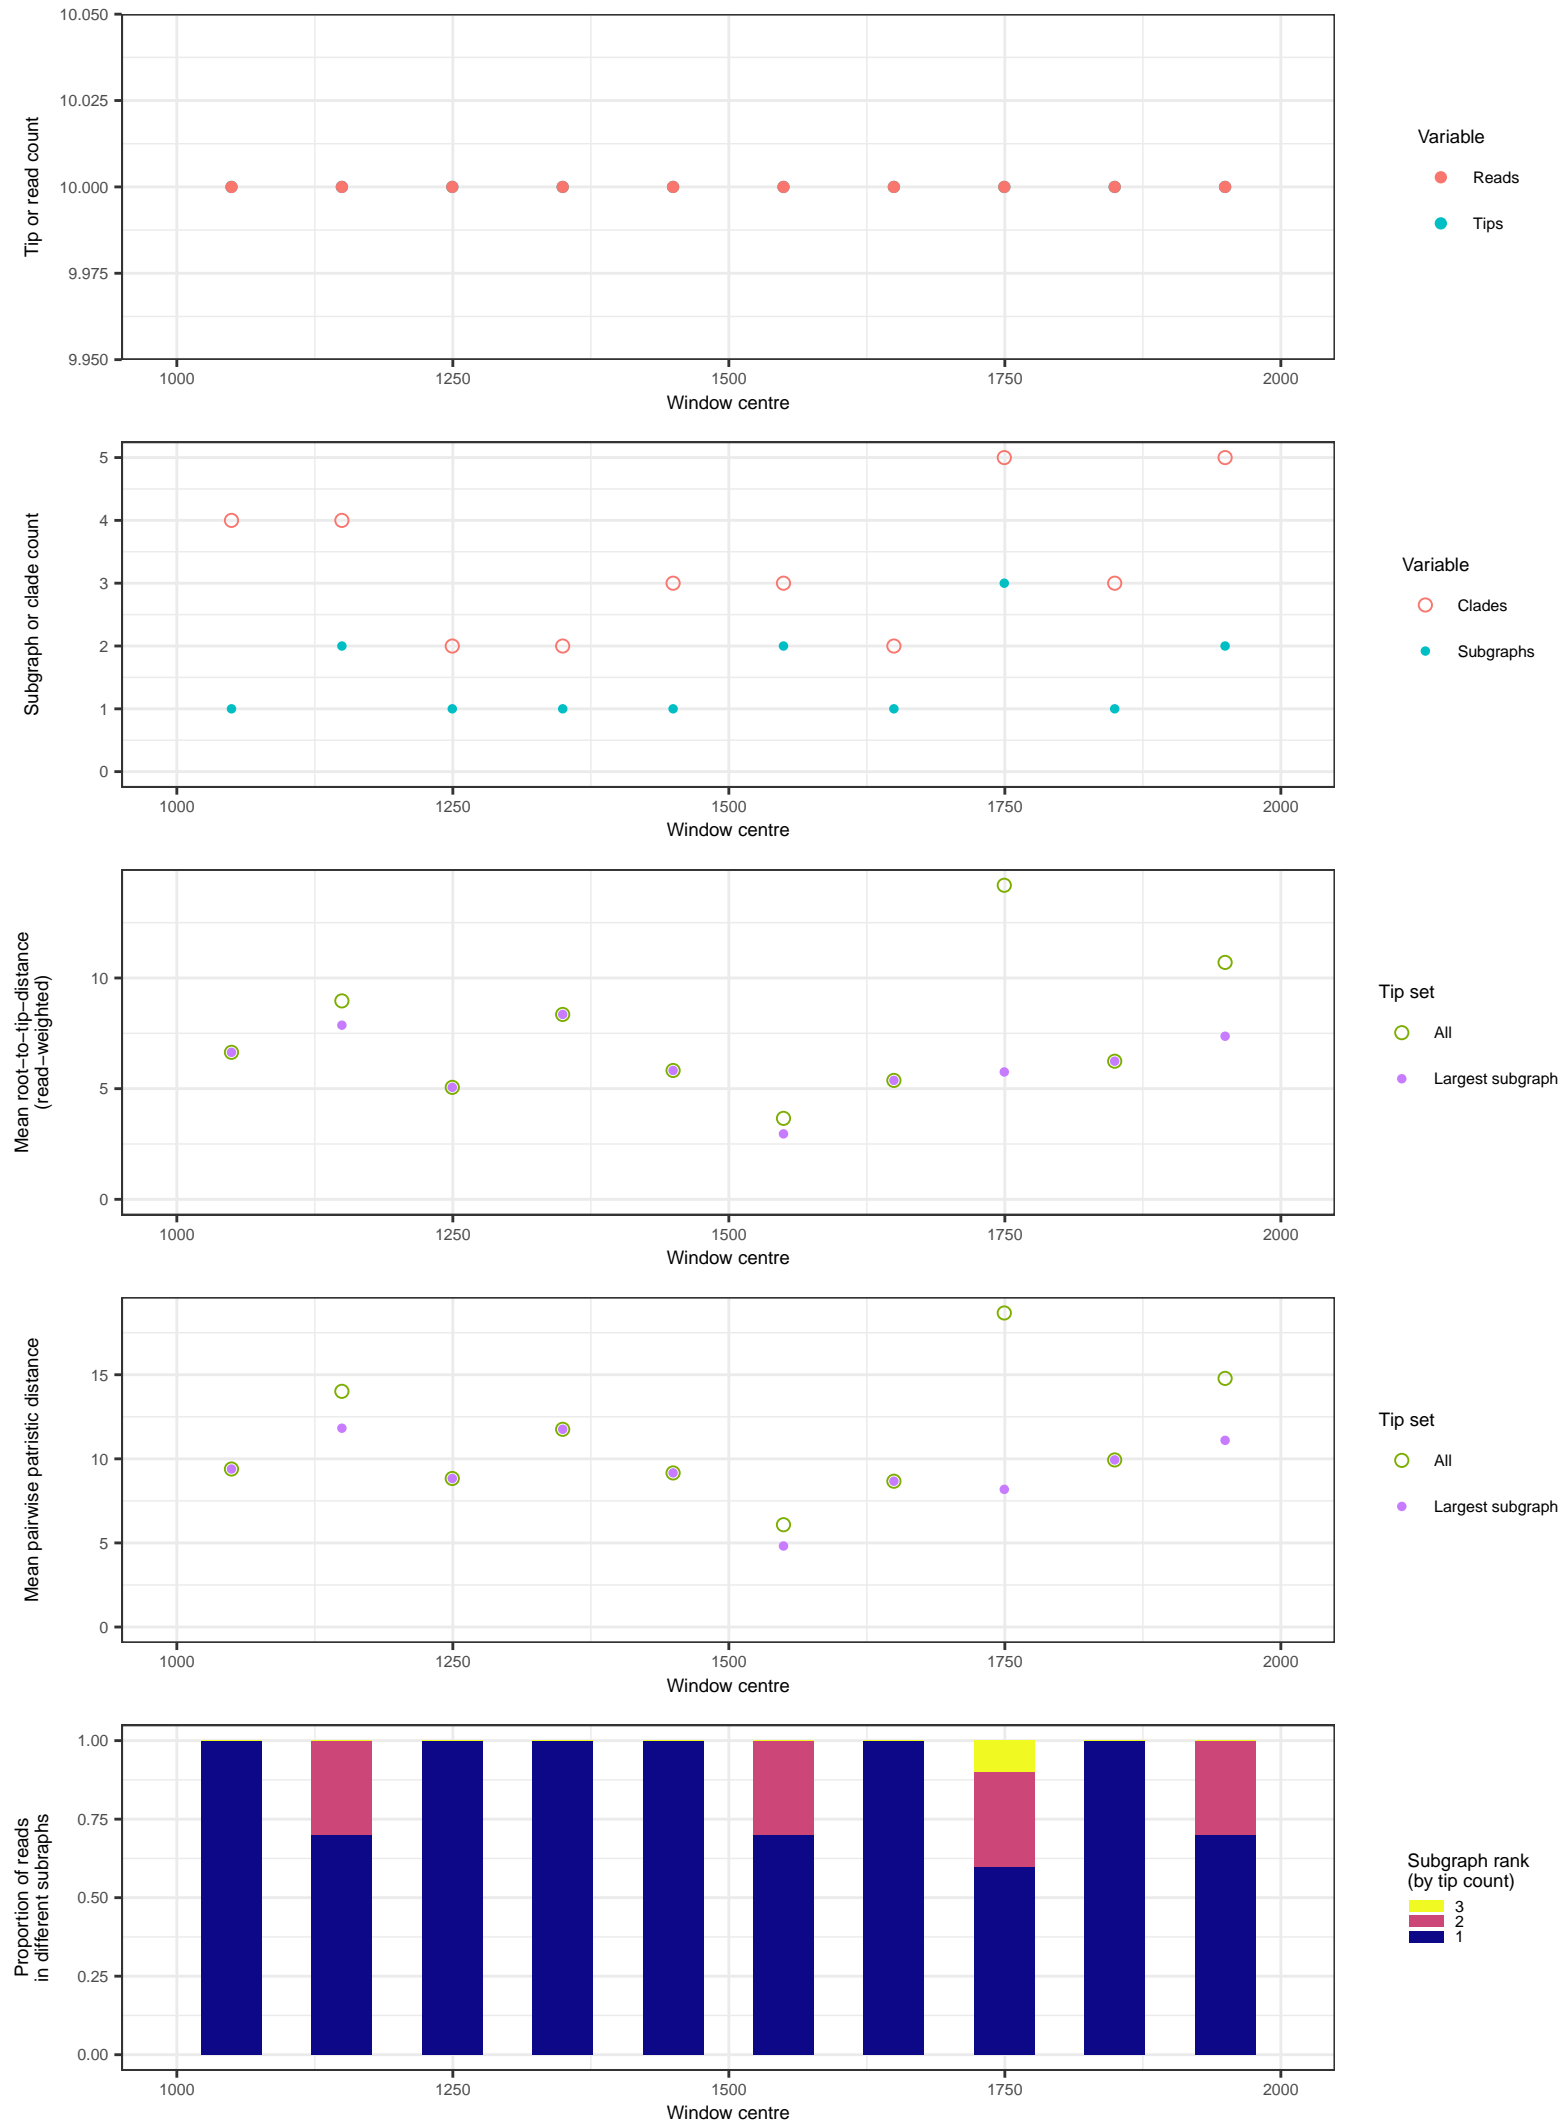 10.050
10.025
10.000
9.975
9.950
Tip or read count
1000 1250 1500 1750 2000
Window centre
Variable
Reads
Tips
5
4
3
2
1
0
Subgraph or clade count
1000 1250 1500 1750 2000
Window centre
Variable
Clades
Subgraphs
10
5
0
Mean root−to−tip−distance
(read−weighted)
1000 1250 1500 1750 2000
Window centre
Tip set
All
Largest subgraph
15
10
5
0
Mean pairwise patristic distance
1000 1250 1500 1750 2000
Window centre
Tip set
All
Largest subgraph
1.00
0.75
0.50
0.25
0.00
Proportion of reads
in different subraphs
1000 1250 1500 1750 2000
Window centre
Subgraph rank
(by tip count)
3
2
1